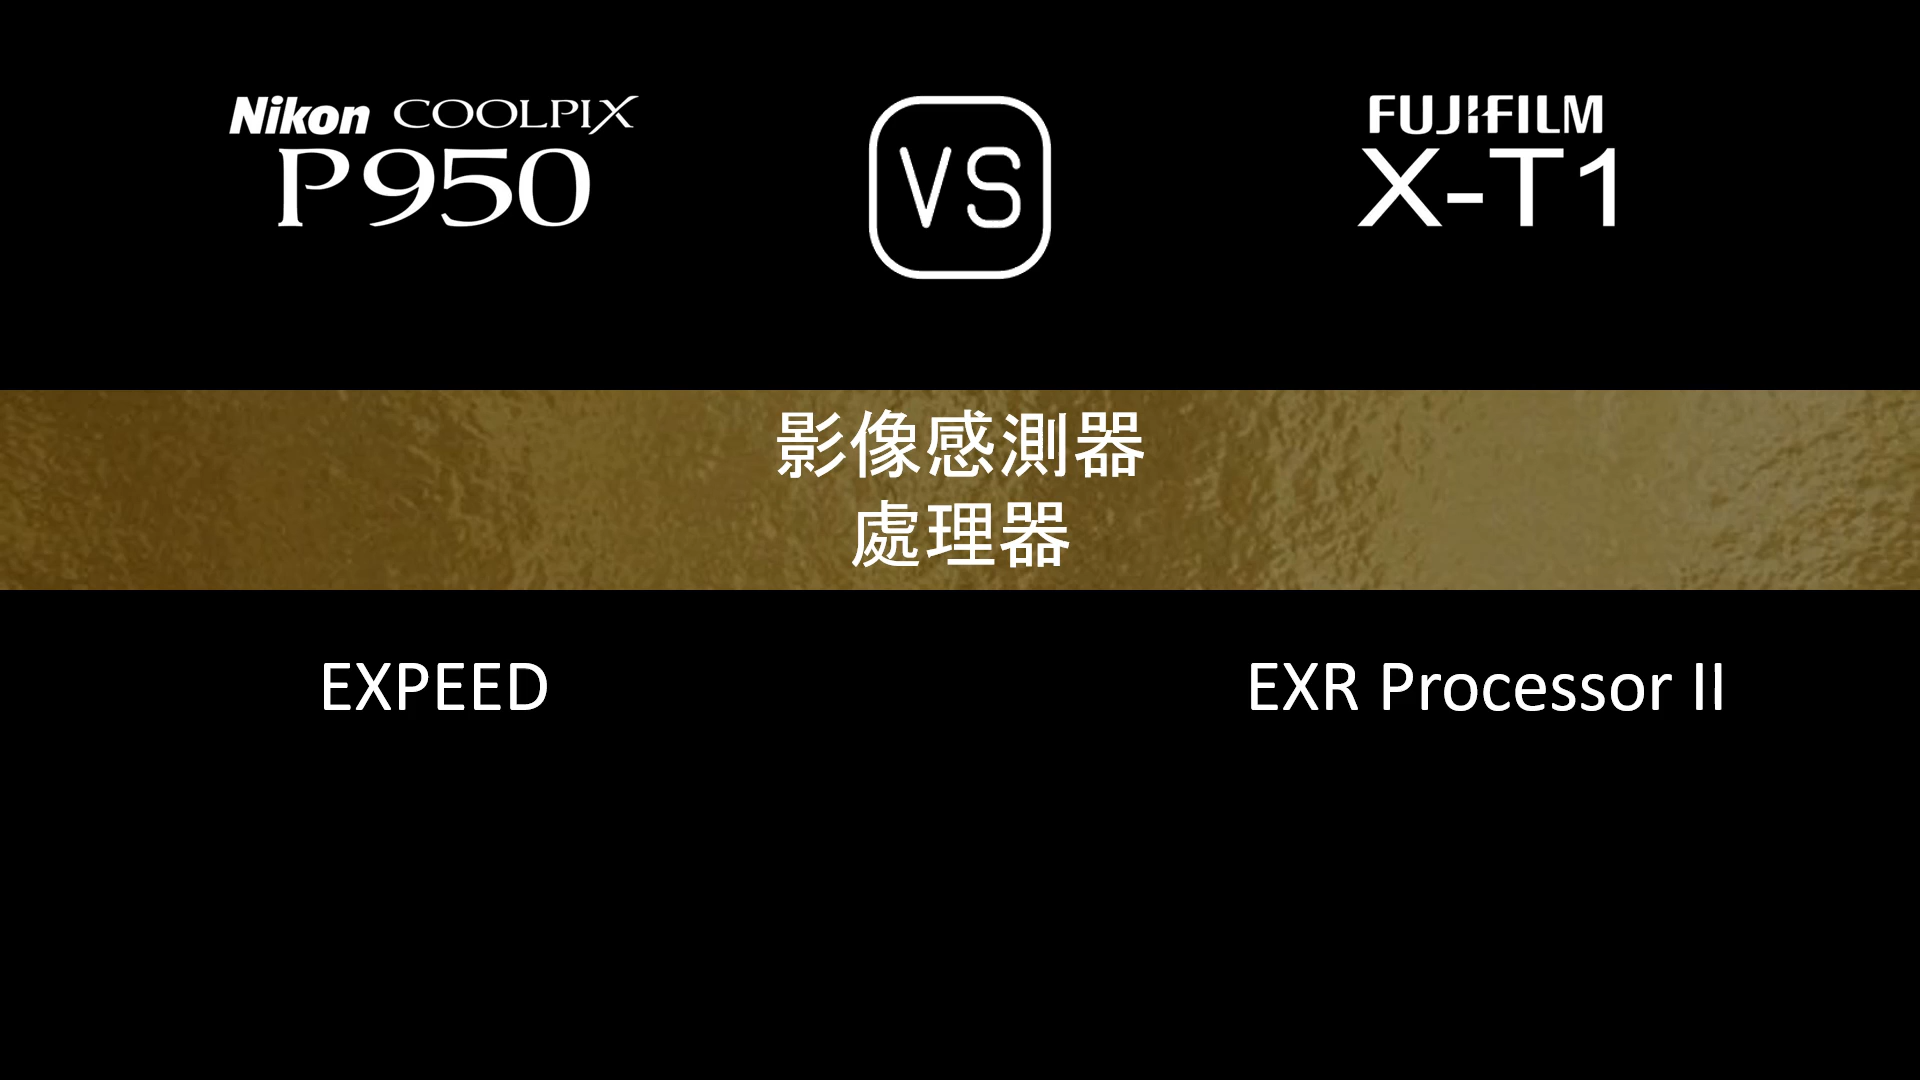 Nikon COOLPIX
P950
VS
FUJIFILM
X-T1
影像感測器
處理器
EXPEED
EXR Processor II